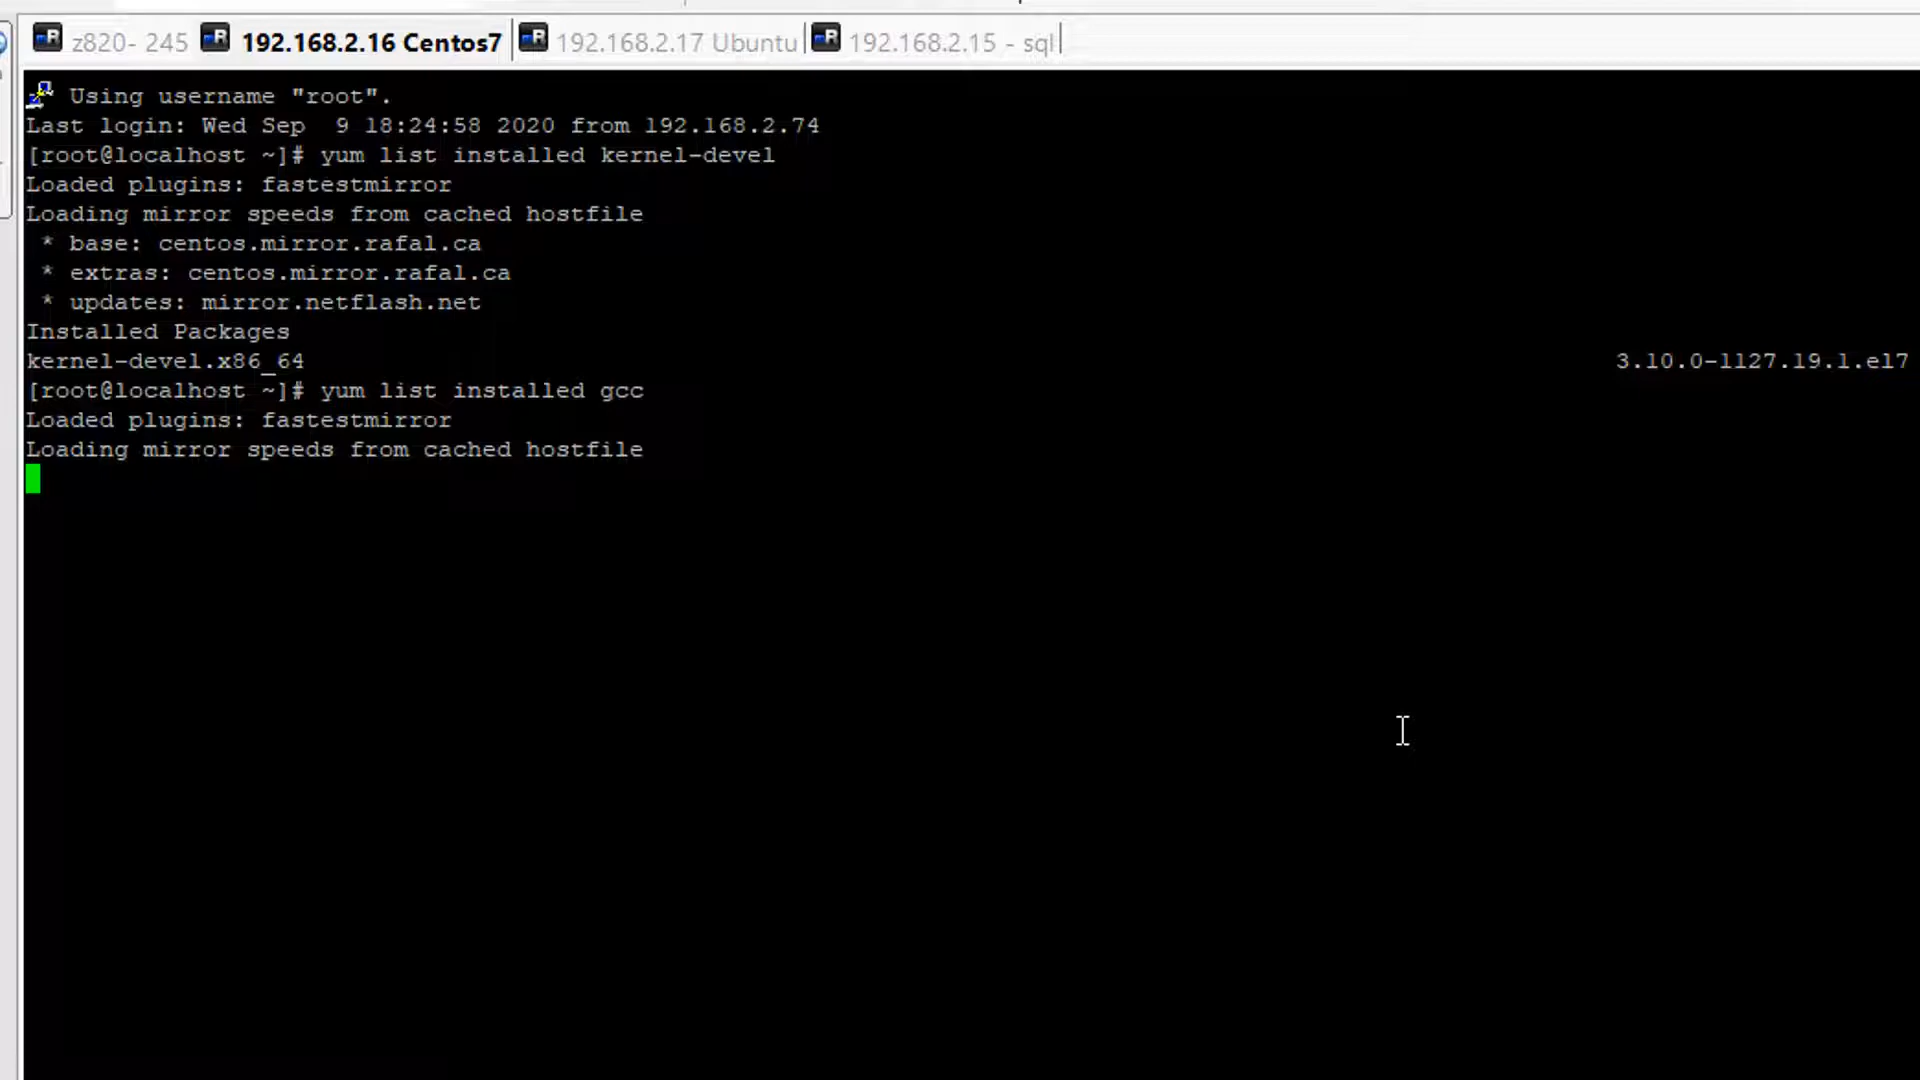 z820- 245 192.168.2.16 Centos7 192.168.2.17 Ubuntu 192.168.2.15 - sql
Using username "root".
Last login: Wed Sep  9 18:24:58 2020 from 192.168.2.74
[root@localhost ~]# yum list installed kernel-devel
Loaded plugins: fastestmirror
Loading mirror speeds from cached hostfile
 * base: centos.mirror.rafal.ca
 * extras: centos.mirror.rafal.ca
 * updates: mirror.netflash.net
Installed Packages
kernel-devel.x86_64 3.10.0-1127.19.1.el7
[root@localhost ~]# yum list installed gcc
Loaded plugins: fastestmirror
Loading mirror speeds from cached hostfile